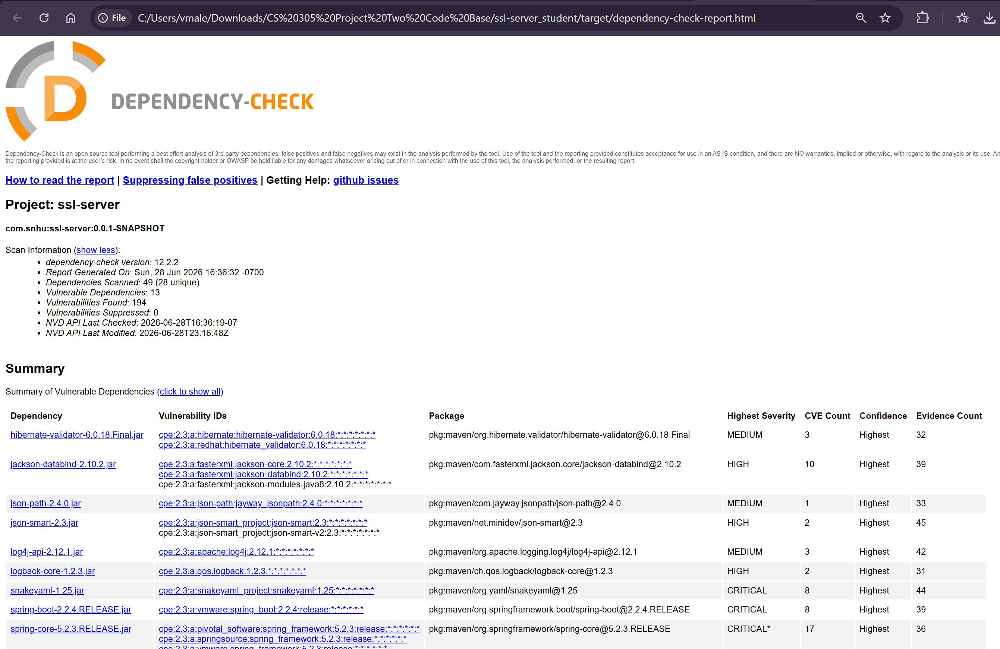 File C:/Users/vmale/Downloads/CS%20305%20Project%20Two%20Code%20Base/ssl-server_student/target/dependency-check-report.html
D
DEPENDENCY-CHECK
Dependency-Check is an open source tool performing a best effort analysis of 3rd party dependencies; false positives and false negatives may exist in the analysis performed by the tool. Use of the tool and the reporting provided constitutes acceptance for use in an AS IS condition, and there are NO warranties, implied or otherwise, with regard to the analysis or its use. An
the reporting provided is at the user's risk. In no event shall the copyright holder or OWASP be held liable for any damages whatsoever arising out of or in connection with the use of this tool, the analysis performed, or the resulting report.
How to read the report | Suppressing false positives | Getting Help: github issues
Project: ssl-server
com.snhu:ssl-server:0.0.1-SNAPSHOT
Scan Information (show less):
• dependency-check version: 12.2.2
• Report Generated On: Sun, 28 Jun 2026 16:36:32 -0700
• Dependencies Scanned: 49 (28 unique)
• Vulnerable Dependencies: 13
• Vulnerabilities Found: 194
• Vulnerabilities Suppressed: 0
• NVD API Last Checked: 2026-06-28T16:36:19-07
• NVD API Last Modified: 2026-06-28T23:16:48Z
Summary
Summary of Vulnerable Dependencies (click to show all)
Dependency Vulnerability IDs Package Highest Severity CVE Count Confidence Evidence Count
hibernate-validator-6.0.18.Final.jar cpe:2.3:a:hibernate:hibernate-validator:6.0.18:*:*:*:*:*:*:* pkg:maven/org.hibernate.validator/hibernate-validator@6.0.18.Final MEDIUM 3 Highest 32
cpe:2.3:a:redhat:hibernate_validator:6.0.18:*:*:*:*:*:*:*
jackson-databind-2.10.2.jar cpe:2.3:a:fasterxml:jackson-core:2.10.2:*:*:*:*:*:*:* pkg:maven/com.fasterxml.jackson.core/jackson-databind@2.10.2 HIGH 10 Highest 39
cpe:2.3:a:fasterxml:jackson-databind:2.10.2:*:*:*:*:*:*:*
cpe:2.3:a:fasterxml:jackson-modules-java8:2.10.2:*:*:*:*:*:*:*
json-path-2.4.0.jar cpe:2.3:a:json-path:jayway_jsonpath:2.4.0:*:*:*:*:*:*:* pkg:maven/com.jayway.jsonpath/json-path@2.4.0 MEDIUM 1 Highest 33
json-smart-2.3.jar cpe:2.3:a:json-smart_project:json-smart:2.3:*:*:*:*:*:*:* pkg:maven/net.minidev/json-smart@2.3 HIGH 2 Highest 45
cpe:2.3:a:json-smart_project:json-smart-v2:2.3:*:*:*:*:*:*:*
log4j-api-2.12.1.jar cpe:2.3:a:apache:log4j:2.12.1:*:*:*:*:*:*:* pkg:maven/org.apache.logging.log4j/log4j-api@2.12.1 MEDIUM 3 Highest 42
logback-core-1.2.3.jar cpe:2.3:a:qos:logback:1.2.3:*:*:*:*:*:*:* pkg:maven/ch.qos.logback/logback-core@1.2.3 HIGH 2 Highest 31
snakeyaml-1.25.jar cpe:2.3:a:snakeyaml_project:snakeyaml:1.25:*:*:*:*:*:*:* pkg:maven/org.yaml/snakeyaml@1.25 CRITICAL 8 Highest 44
spring-boot-2.2.4.RELEASE.jar cpe:2.3:a:vmware:spring_boot:2.2.4:release:*:*:*:*:*:* pkg:maven/org.springframework.boot/spring-boot@2.2.4.RELEASE CRITICAL 8 Highest 39
spring-core-5.2.3.RELEASE.jar cpe:2.3:a:pivotal_software:spring_framework:5.2.3:release:*:*:*:*:*:* pkg:maven/org.springframework/spring-core@5.2.3.RELEASE CRITICAL* 17 Highest 36
cpe:2.3:a:springsource:spring_framework:5.2.3:release:*:*:*:*:*:*
cpe:2.3:a:vmware:spring_framework:5.2.3:release:*:*:*:*:*:*